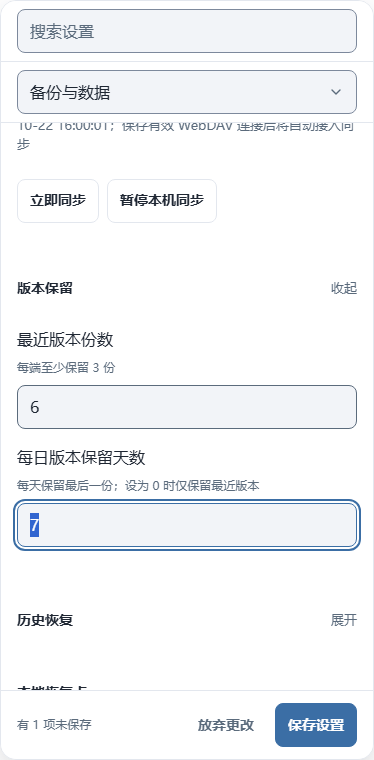 搜索设置
备份与数据
10-22 16:00:01；保存有效 WebDAV 连接后将自动接入同
步
立即同步
暂停本机同步
版本保留
收起
最近版本份数
每端至少保留 3 份
6
每日版本保留天数
每天保留最后一份；设为 0 时仅保留最近版本
7
历史恢复
展开
有 1 项未保存
放弃更改
保存设置